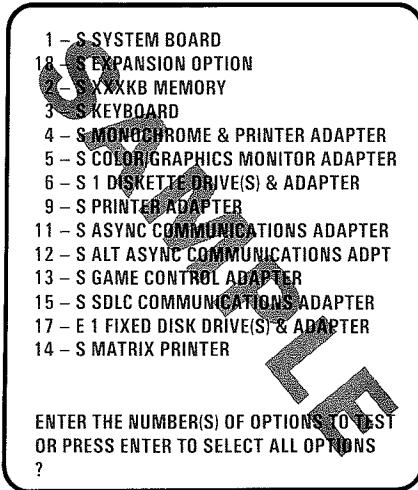 1 – S SYSTEM BOARD
18 – S EXPANSION OPTION
2 – S XXXKB MEMORY
3 – S KEYBOARD
4 – S MONOCHROME & PRINTER ADAPTER
5 – S COLOR/GRAPHICS MONITOR ADAPTER
6 – S 1 DISKETTE DRIVE(S) & ADAPTER
9 – S PRINTER ADAPTER
11 – S ASYNC COMMUNICATIONS ADAPTER
12 – S ALT ASYNC COMMUNICATIONS ADPT
13 – S GAME CONTROL ADAPTER
15 – S SDLC COMMUNICATIONS ADAPTER
17 – E 1 FIXED DISK DRIVE(S) & ADAPTER
14 – S MATRIX PRINTER
ENTER THE NUMBER(S) OF OPTIONS TO TEST
OR PRESS ENTER TO SELECT ALL OPTIONS
?
SAMPLE